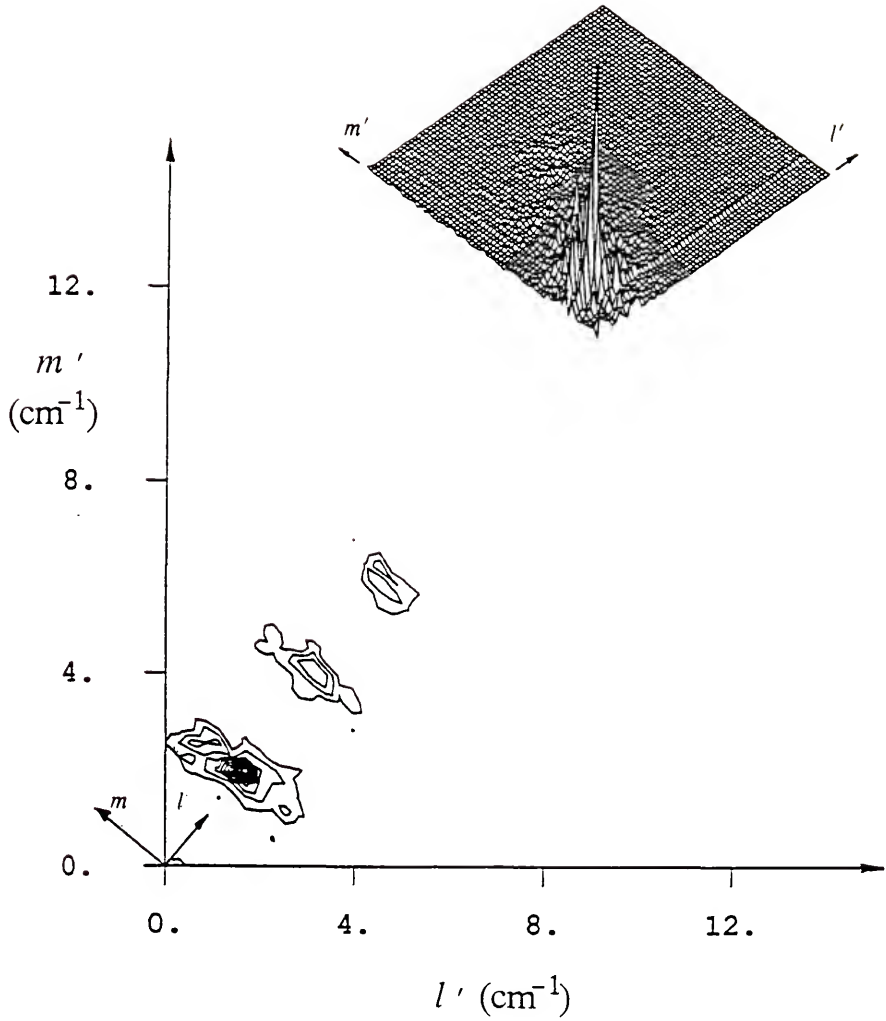 m′
l′
12.
m ′
(cm⁻¹)
8.
4.
m
l
0.
0.
4.
8.
12.
l ′ (cm⁻¹)